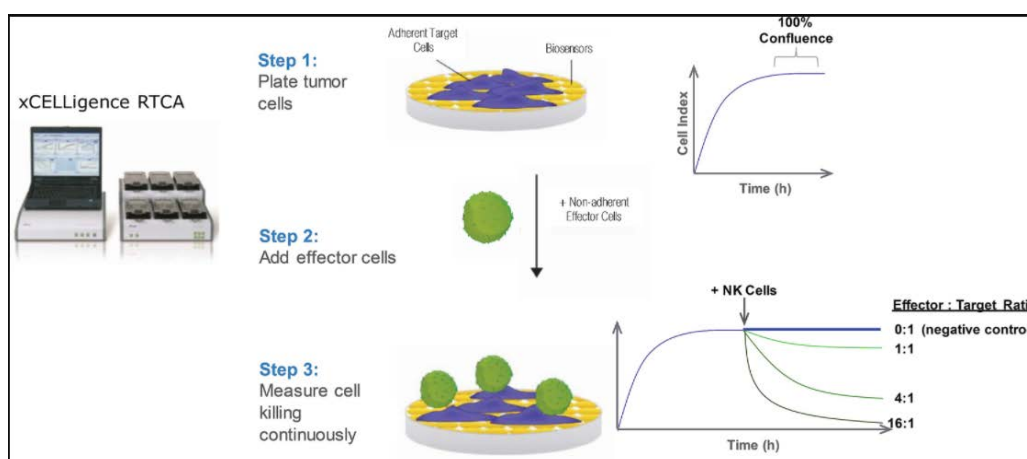 xCELLigence RTCA
Step 1:
Plate tumor
cells
Adherent Target
Cells
Biosensors
100%
Confluence
Cell Index
Time (h)
+ Non-adherent
Effector Cells
Step 2:
Add effector cells
+ NK Cells
Effector : Target Rati
0:1 (negative contro
1:1
4:1
16:1
Step 3:
Measure cell
killing
continuously
Time (h)